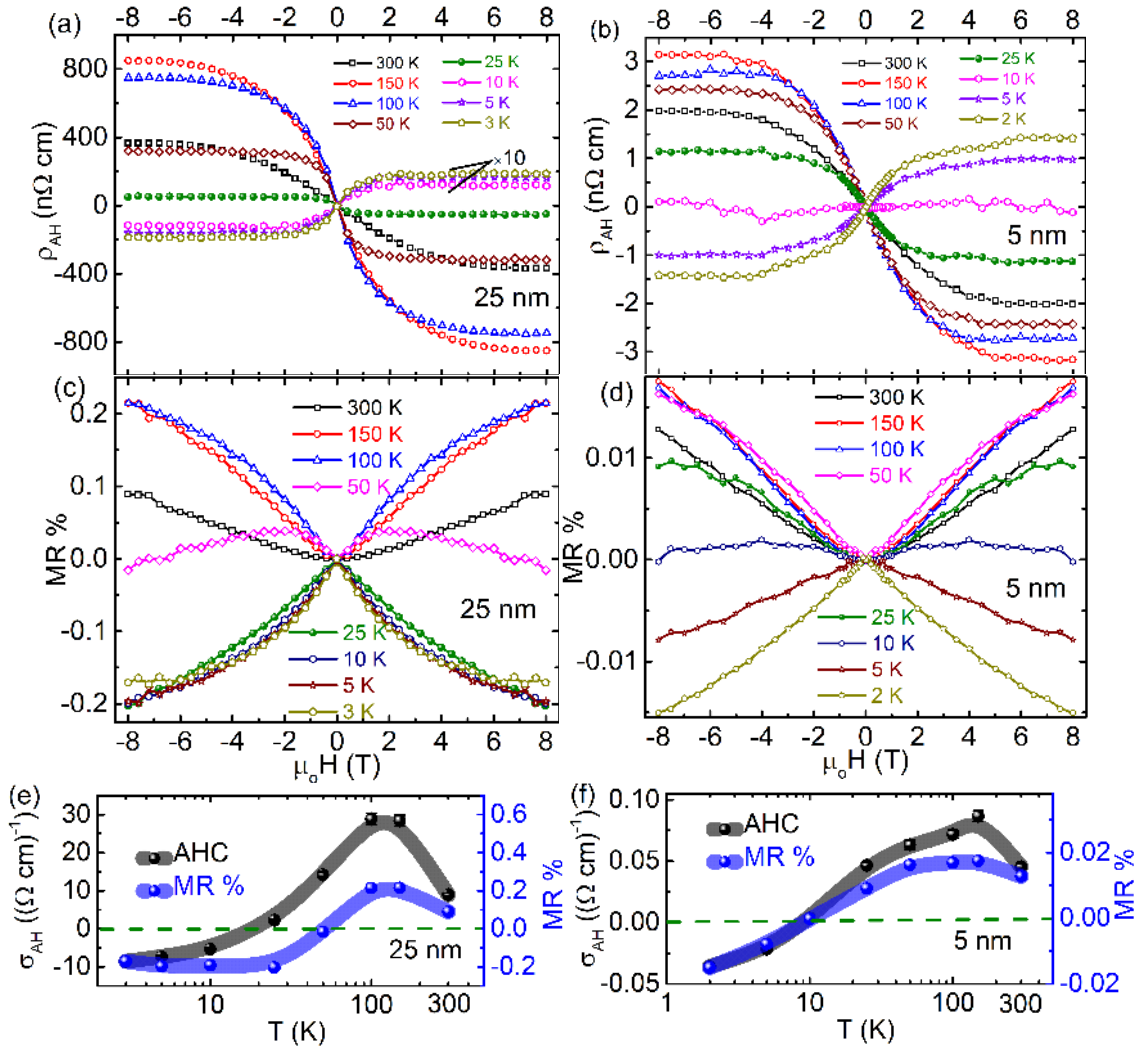 -8 -6 -4 -2 0 2 4 6 8
(a)
300 K 25 K
150 K 10 K
100 K 5 K
50 K 3 K
×10
25 nm
800
400
0
-400
-800
ρAH (nΩ cm)
-8 -6 -4 -2 0 2 4 6 8
(b)
300 K 25 K
150 K 10 K
100 K 5 K
50 K 2 K
5 nm
3
2
1
0
-1
-2
-3
ρAH (nΩ cm)
(c)
300 K
150 K
100 K
50 K
25 nm
25 K
10 K
5 K
3 K
0.2
0.1
0.0
-0.1
-0.2
MR %
-8 -6 -4 -2 0 2 4 6 8
μoH (T)
(d)
300 K
150 K
100 K
50 K
5 nm
25 K
10 K
5 K
2 K
0.01
0.00
-0.01
MR %
-8 -6 -4 -2 0 2 4 6 8
μoH (T)
(e)
AHC
MR %
25 nm
30
20
10
0
-10
σAH ((Ω cm)⁻¹)
0.6
0.4
0.2
0.0
-0.2
MR %
10 100 300
T (K)
(f)
AHC
MR %
5 nm
0.10
0.05
0.00
-0.05
σAH ((Ω cm)⁻¹)
0.02
0.00
-0.02
MR %
1 10 100 300
T (K)